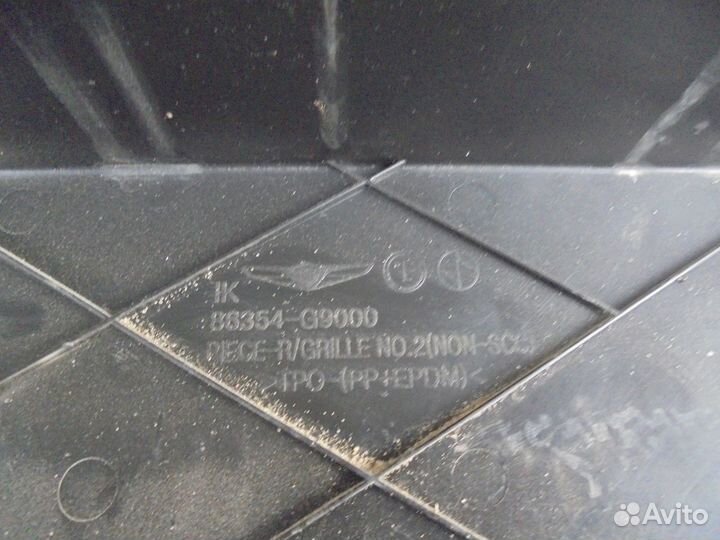 IK
86354-G9000
PIECE-R/GRILLE NO.2(NON-SCC)
>TPO-(PP+EPDM)<
Avito